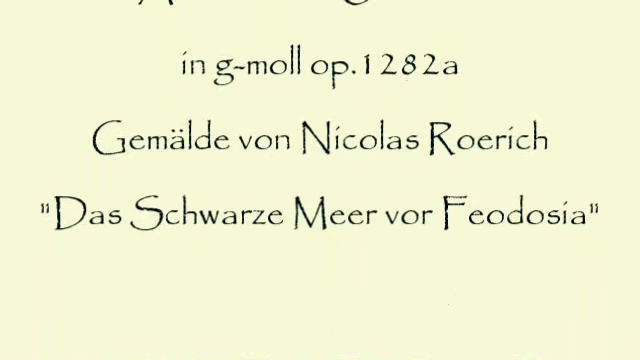 in g-moll op.1282a
Gemälde von Nicolas Roerich
"Das Schwarze Meer vor Feodosia"